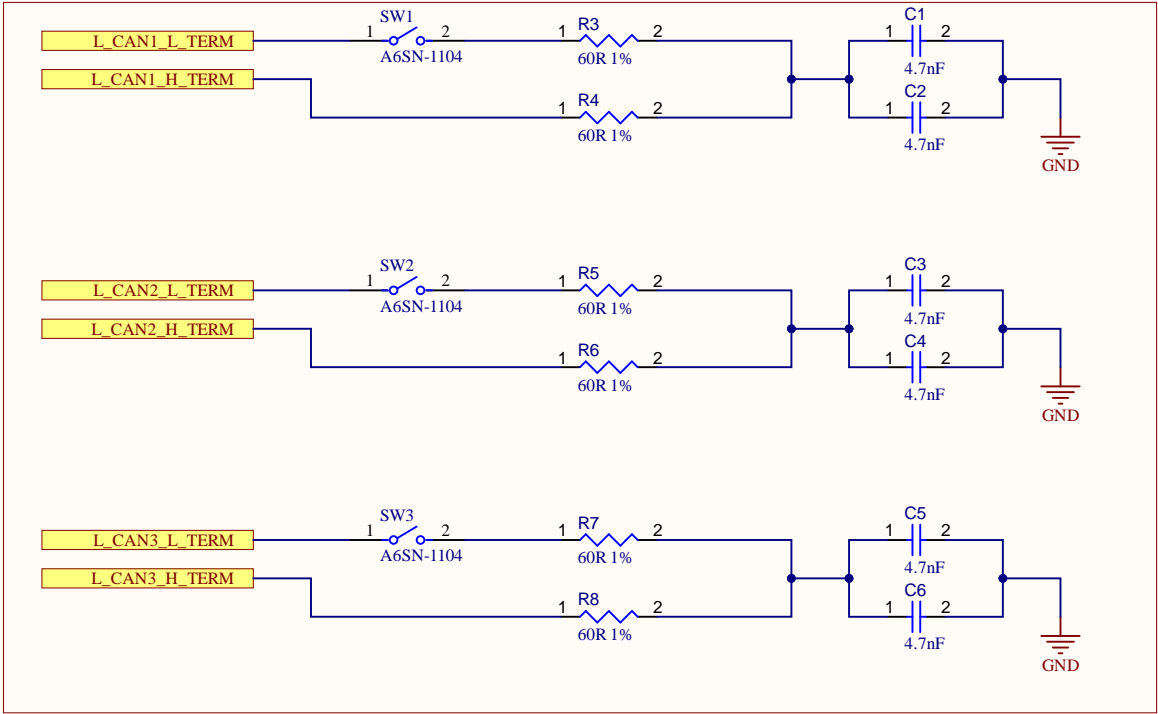 SW1
1 2
L_CAN1_L_TERM
A6SN-1104
R3
1 2
60R 1%
C1
1 2
4.7nF
L_CAN1_H_TERM
R4
1 2
60R 1%
C2
1 2
4.7nF
GND
SW2
1 2
L_CAN2_L_TERM
A6SN-1104
R5
1 2
60R 1%
C3
1 2
4.7nF
L_CAN2_H_TERM
R6
1 2
60R 1%
C4
1 2
4.7nF
GND
SW3
1 2
L_CAN3_L_TERM
A6SN-1104
R7
1 2
60R 1%
C5
1 2
4.7nF
L_CAN3_H_TERM
R8
1 2
60R 1%
C6
1 2
4.7nF
GND